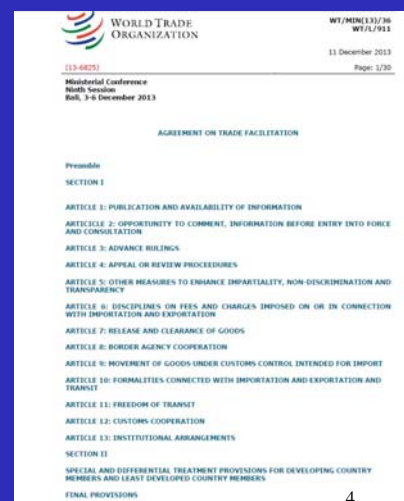 WORLD TRADE
ORGANIZATION
WT/MIN(13)/36
WT/L/911
11 December 2013
(13-6825)
Page: 1/30
Ministerial Conference
Ninth Session
Bali, 3-6 December 2013
AGREEMENT ON TRADE FACILITATION
Preamble
SECTION I
ARTICLE 1: PUBLICATION AND AVAILABILITY OF INFORMATION
ARTICICLE 2: OPPORTUNITY TO COMMENT, INFORMATION BEFORE ENTRY INTO FORCE
AND CONSULTATION
ARTICLE 3: ADVANCE RULINGS
ARTICLE 4: APPEAL OR REVIEW PROCEEDURES
ARTICLE 5: OTHER MEASURES TO ENHANCE IMPARTIALITY, NON-DISCRIMINATION AND
TRANSPARENCY
ARTICLE 6: DISCIPLINES ON FEES AND CHARGES IMPOSED ON OR IN CONNECTION
WITH IMPORTATION AND EXPORTATION
ARTICLE 7: RELEASE AND CLEARANCE OF GOODS
ARTICLE 8: BORDER AGENCY COOPERATION
ARTICLE 9: MOVEMENT OF GOODS UNDER CUSTOMS CONTROL INTENDED FOR IMPORT
ARTICLE 10: FORMALITIES CONNECTED WITH IMPORTATION AND EXPORTATION AND
TRANSIT
ARTICLE 11: FREEDOM OF TRANSIT
ARTICLE 12: CUSTOMS COOPERATION
ARTICLE 13: INSTITUTIONAL ARRANGEMENTS
SECTION II
SPECIAL AND DIFFERENTIAL TREATMENT PROVISIONS FOR DEVELOPING COUNTRY
MEMBERS AND LEAST DEVELOPED COUNTRY MEMBERS
FINAL PROVISIONS
4